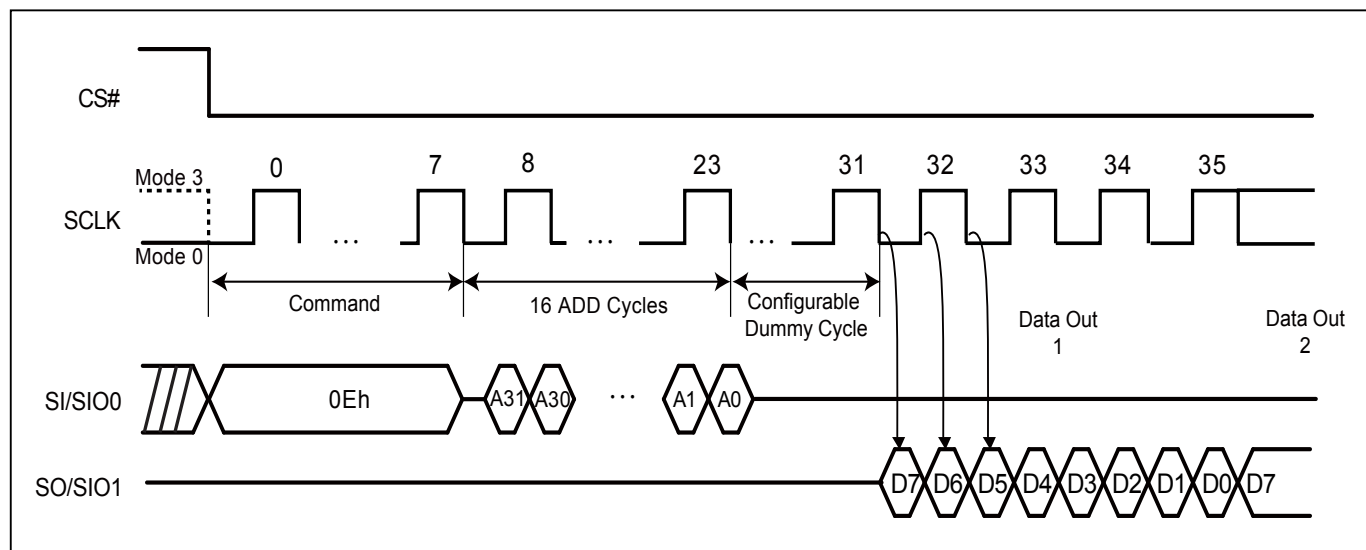 CS#
0 7 8 23 31 32 33 34 35
Mode 3
SCLK
... ... ...
Mode 0
Command
16 ADD Cycles
Configurable
Dummy Cycle
Data Out
1
Data Out
2
SI/SIO0
0Eh
A31 A30 ... A1 A0
SO/SIO1
D7 D6 D5 D4 D3 D2 D1 D0 D7